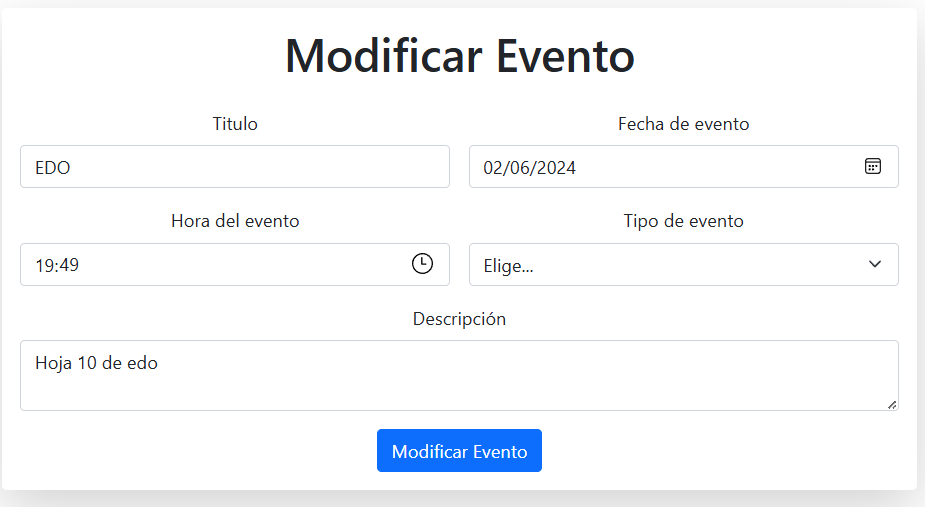 Modificar Evento
Titulo
Fecha de evento
EDO
02/06/2024
Hora del evento
Tipo de evento
19:49
Elige...
Descripción
Hoja 10 de edo
Modificar Evento